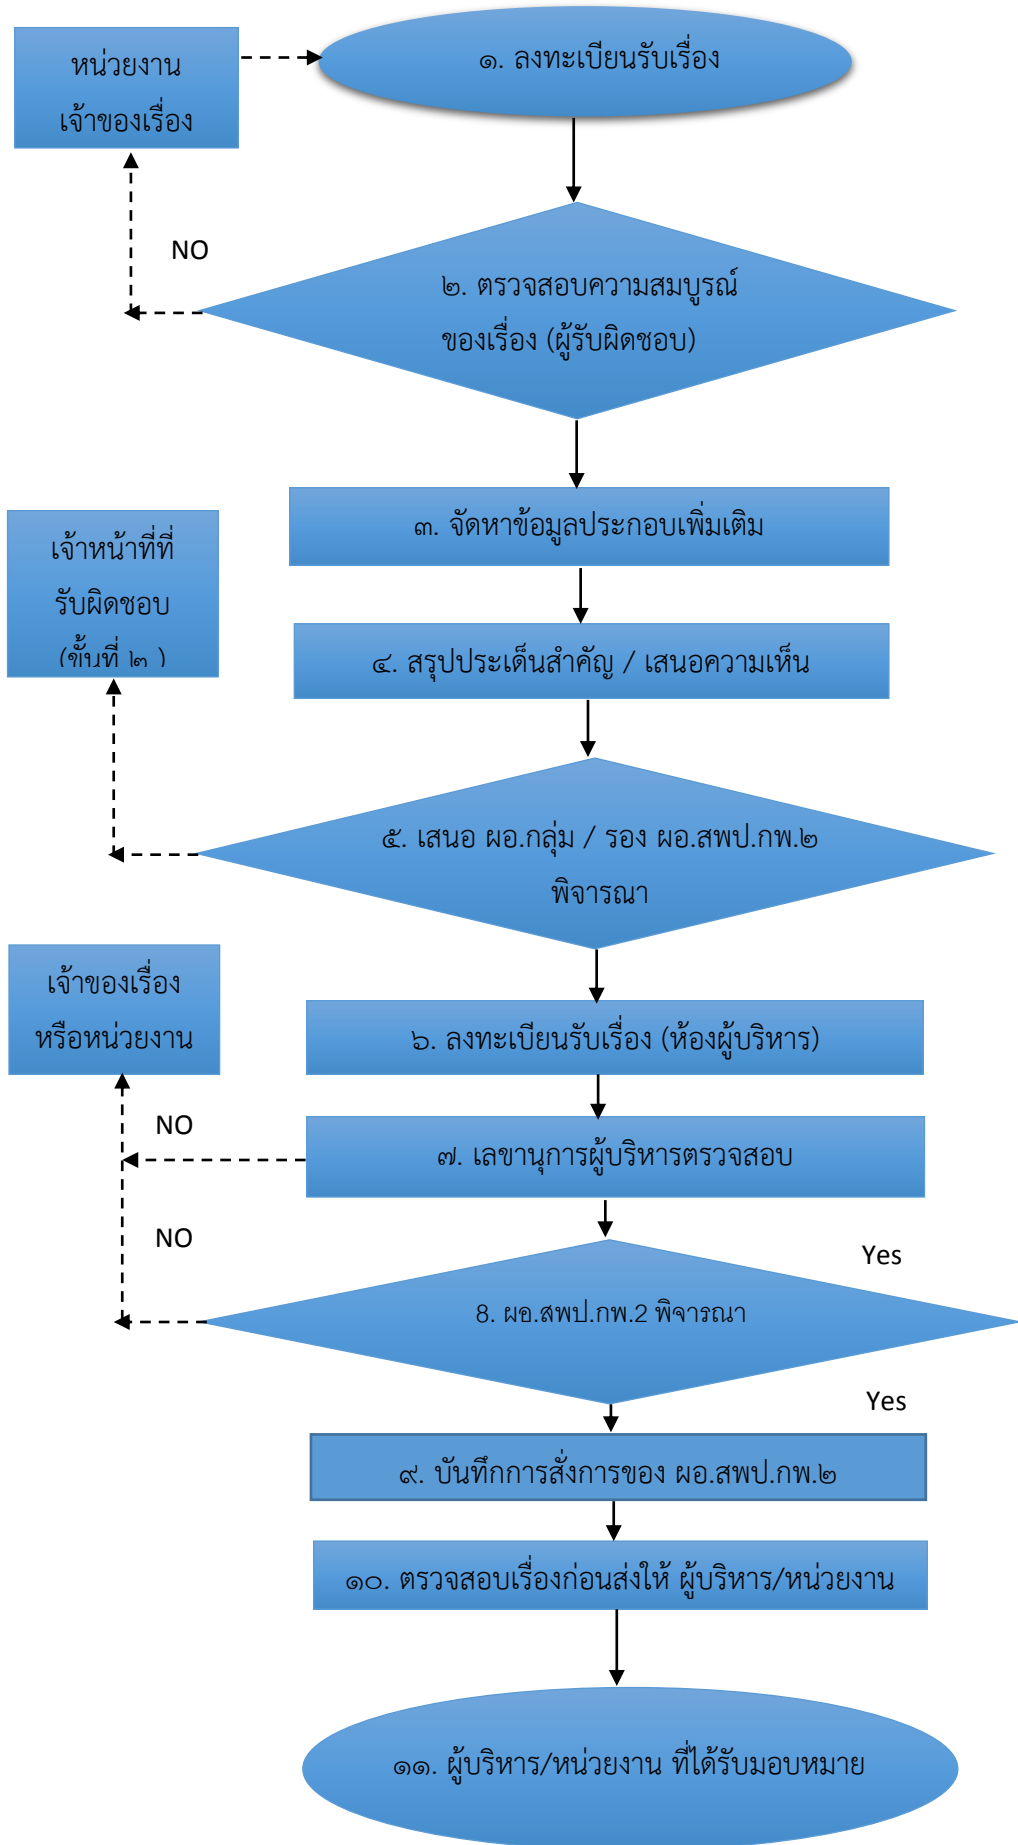 หน่วยงาน
เจ้าของเรื่อง
๑. ลงทะเบียนรับเรื่อง
NO
๒. ตรวจสอบความสมบูรณ์
ของเรื่อง (ผู้รับผิดชอบ)
๓. จัดหาข้อมูลประกอบเพิ่มเติม
เจ้าหน้าที่ที่
รับผิดชอบ
(ขั้นที่ ๒ )
๔. สรุปประเด็นสำคัญ / เสนอความเห็น
๕. เสนอ ผอ.กลุ่ม / รอง ผอ.สพป.กพ.๒
พิจารณา
เจ้าของเรื่อง
หรือหน่วยงาน
๖. ลงทะเบียนรับเรื่อง (ห้องผู้บริหาร)
NO
๗. เลขานุการผู้บริหารตรวจสอบ
NO
Yes
8. ผอ.สพป.กพ.2 พิจารณา
Yes
๙. บันทึกการสั่งการของ ผอ.สพป.กพ.๒
๑๐. ตรวจสอบเรื่องก่อนส่งให้ ผู้บริหาร/หน่วยงาน
๑๑. ผู้บริหาร/หน่วยงาน ที่ได้รับมอบหมาย